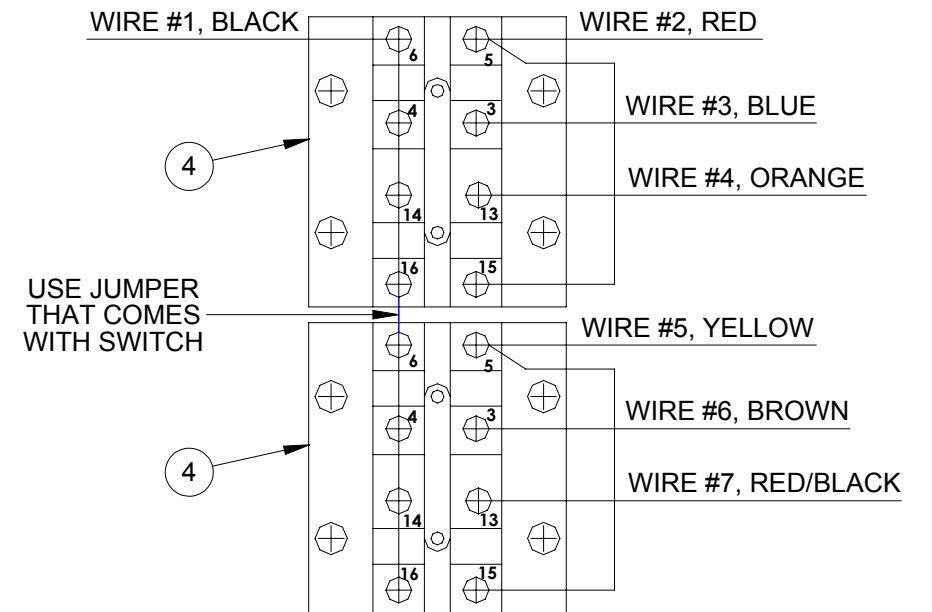 WIRE #1, BLACK
WIRE #2, RED
6
5
WIRE #3, BLUE
4
3
4
WIRE #4, ORANGE
14
13
16
15
USE JUMPER
THAT COMES
WITH SWITCH
WIRE #5, YELLOW
6
5
WIRE #6, BROWN
4
3
4
WIRE #7, RED/BLACK
14
13
16
15